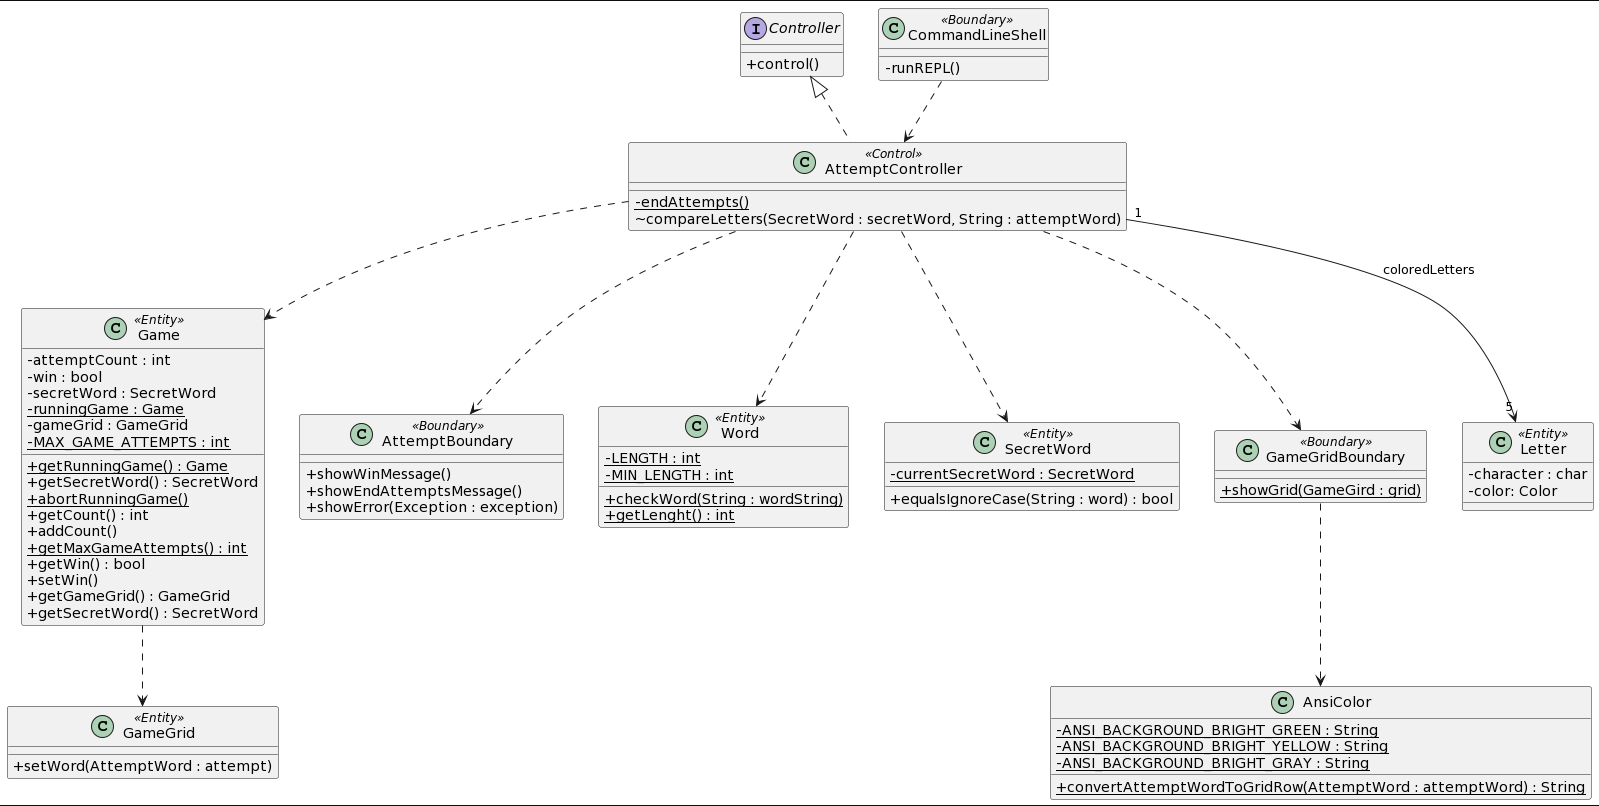 I Controller
+control()
«Boundary»
C CommandLineShell
-runREPL()
«Control»
C AttemptController
-endAttempts()
~compareLetters(SecretWord : secretWord, String : attemptWord)
1
coloredLetters
5
«Entity»
C Game
-attemptCount : int
-win : bool
-secretWord : SecretWord
-runningGame : Game
-gameGrid : GameGrid
-MAX_GAME_ATTEMPTS : int
+getRunningGame() : Game
+getSecretWord() : SecretWord
+abortRunningGame()
+getCount() : int
+addCount()
+getMaxGameAttempts() : int
+getWin() : bool
+setWin()
+getGameGrid() : GameGrid
+getSecretWord() : SecretWord
«Boundary»
C AttemptBoundary
+showWinMessage()
+showEndAttemptsMessage()
+showError(Exception : exception)
«Entity»
C Word
-LENGTH : int
-MIN_LENGTH : int
+checkWord(String : wordString)
+getLenght() : int
«Entity»
C SecretWord
-currentSecretWord : SecretWord
+equalsIgnoreCase(String : word) : bool
«Boundary»
C GameGridBoundary
+showGrid(GameGird : grid)
«Entity»
C Letter
-character : char
-color: Color
«Entity»
C GameGrid
+setWord(AttemptWord : attempt)
C AnsiColor
-ANSI_BACKGROUND_BRIGHT_GREEN : String
-ANSI_BACKGROUND_BRIGHT_YELLOW : String
-ANSI_BACKGROUND_BRIGHT_GRAY : String
+convertAttemptWordToGridRow(AttemptWord : attemptWord) : String